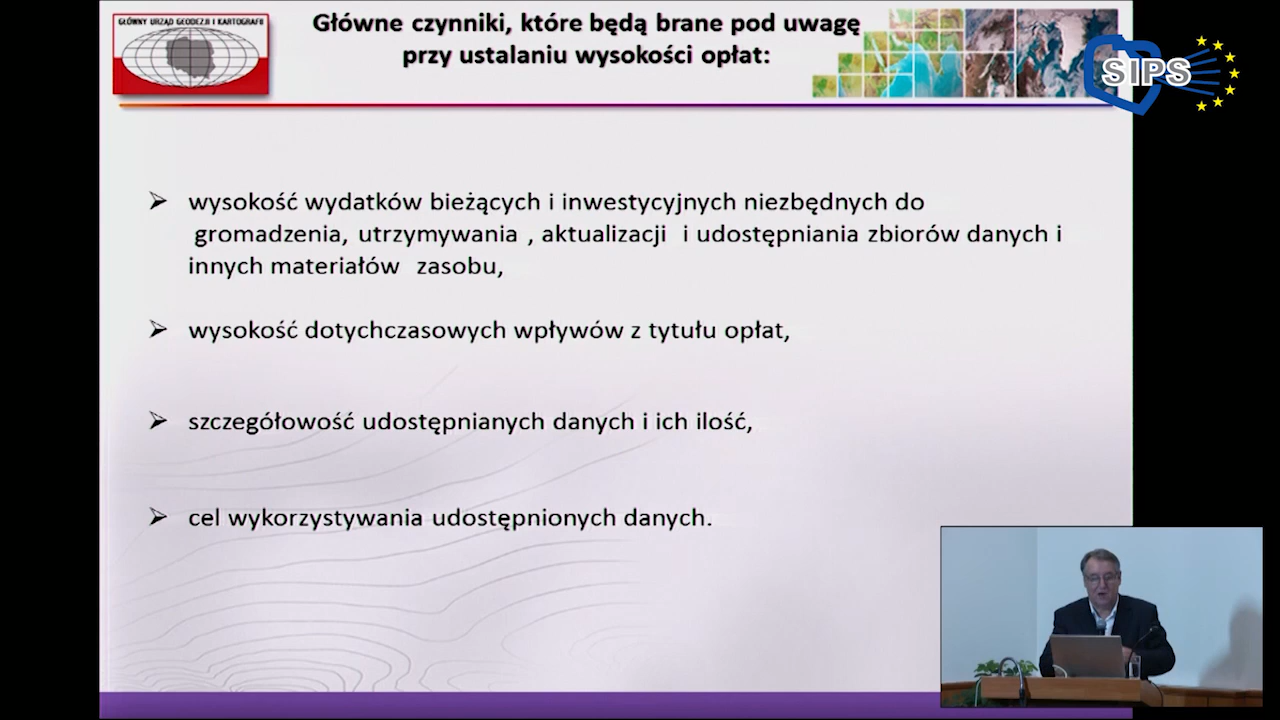 GŁÓWNY URZĄD GEODEZJI I KARTOGRAFII
Główne czynniki, które będą brane pod uwagę
przy ustalaniu wysokości opłat:
SIPS
wysokość wydatków bieżących i inwestycyjnych niezbędnych do
gromadzenia, utrzymywania , aktualizacji i udostępniania zbiorów danych i
innych materiałów zasobu,
wysokość dotychczasowych wpływów z tytułu opłat,
szczegółowość udostępnianych danych i ich ilość,
cel wykorzystywania udostępnionych danych.